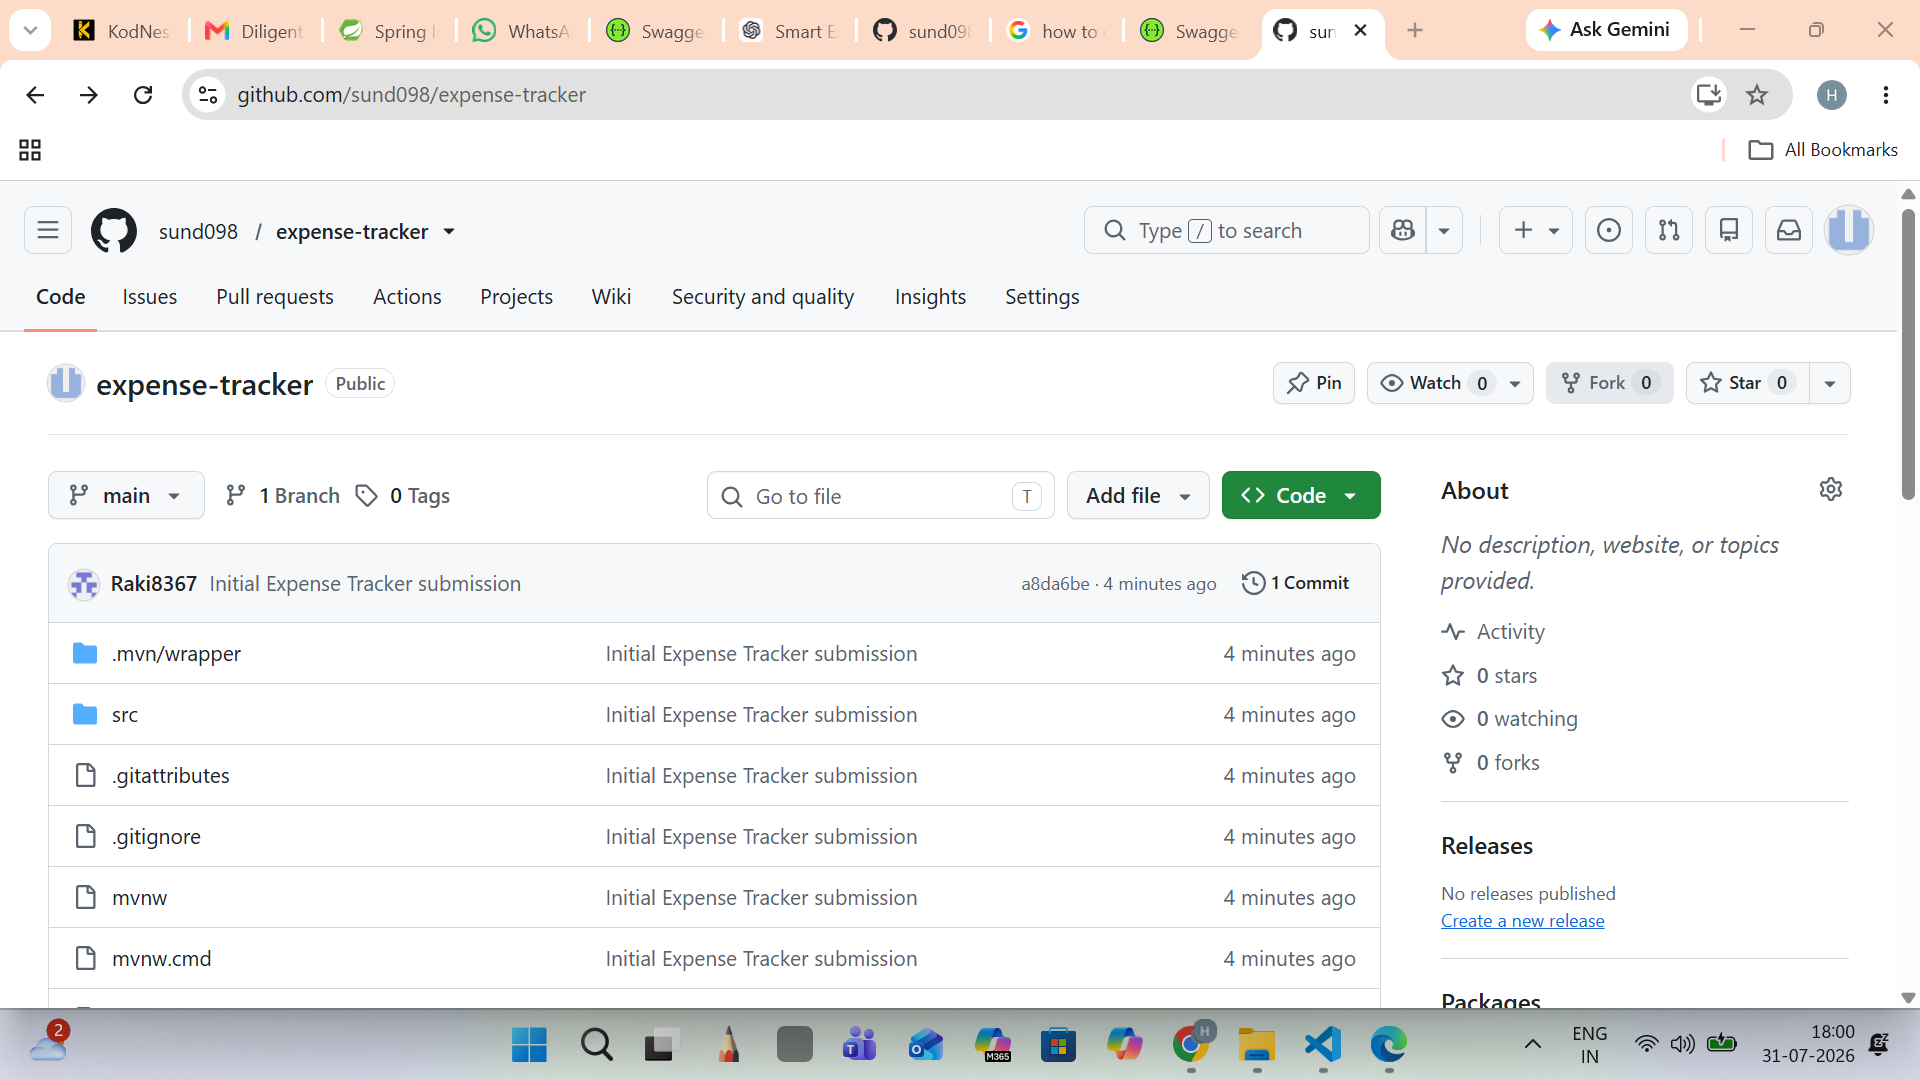 KodNes
Diligent
Spring I
WhatsA
Swagge
Smart E
sund098
how to
Swagge
sun
Ask Gemini
github.com/sund098/expense-tracker
H
All Bookmarks
sund098 / expense-tracker
Type / to search
Code Issues Pull requests Actions Projects Wiki Security and quality Insights Settings
expense-tracker Public
Pin
Watch 0
Fork 0
Star 0
main
1 Branch
0 Tags
Go to file T
Add file
Code
Raki8367 Initial Expense Tracker submission a8da6be · 4 minutes ago 1 Commit
.mvn/wrapper Initial Expense Tracker submission 4 minutes ago
src Initial Expense Tracker submission 4 minutes ago
.gitattributes Initial Expense Tracker submission 4 minutes ago
.gitignore Initial Expense Tracker submission 4 minutes ago
mvnw Initial Expense Tracker submission 4 minutes ago
mvnw.cmd Initial Expense Tracker submission 4 minutes ago
About
No description, website, or topics
provided.
Activity
0 stars
0 watching
0 forks
Releases
No releases published
Create a new release
Packages
2
M365
H
ENG
IN
18:00
31-07-2026